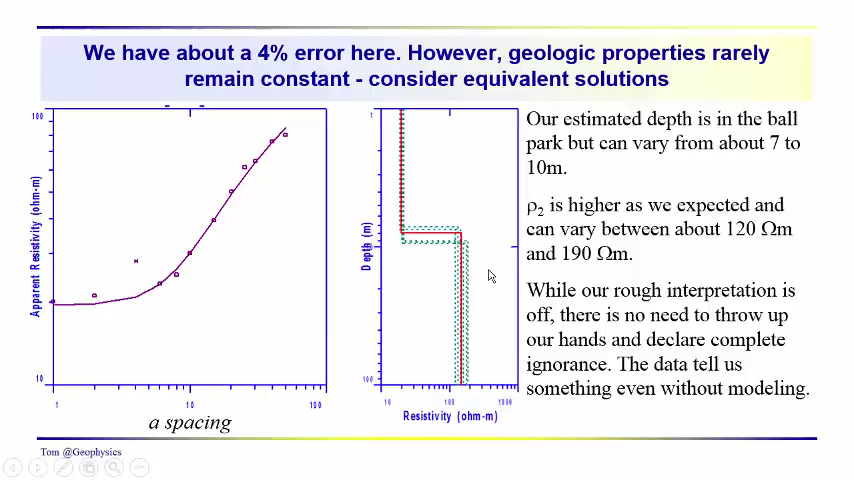 We have about a 4% error here. However, geologic properties rarely
remain constant - consider equivalent solutions
100
10
1
10
100
Apparent Resistivity (ohm-m)
a spacing
1
100
10
100
1000
Depth (m)
Resistivity (ohm-m)
Our estimated depth is in the ball
park but can vary from about 7 to
10m.
ρ2 is higher as we expected and
can vary between about 120 Ωm
and 190 Ωm.
While our rough interpretation is
off, there is no need to throw up
our hands and declare complete
ignorance. The data tell us
something even without modeling.
Tom @Geophysics